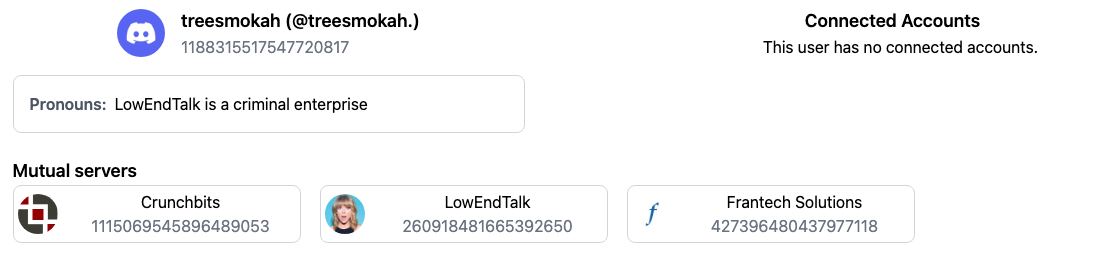 treesmokah (@treesmokah.)
1188315517547720817
Connected Accounts
This user has no connected accounts.
Pronouns: LowEndTalk is a criminal enterprise
Mutual servers
Crunchbits
1115069545896489053
LowEndTalk
260918481665392650
f
Frantech Solutions
427396480437977118